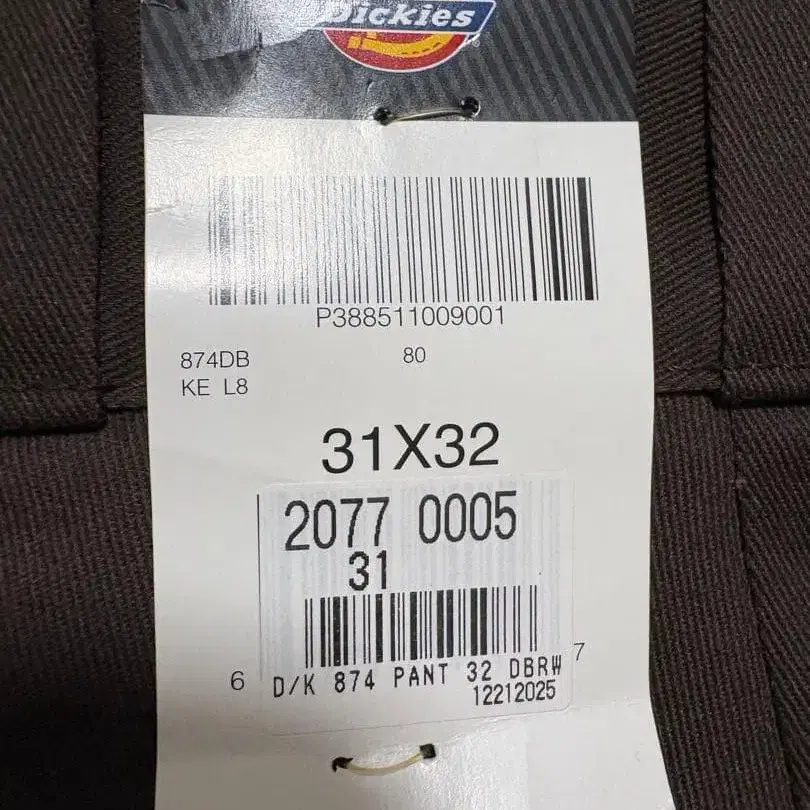 Dickies
P388511009001
874DB 80
KE L8
31X32
2077 0005
31
6 7
D/K 874 PANT 32 DBRW
12212025